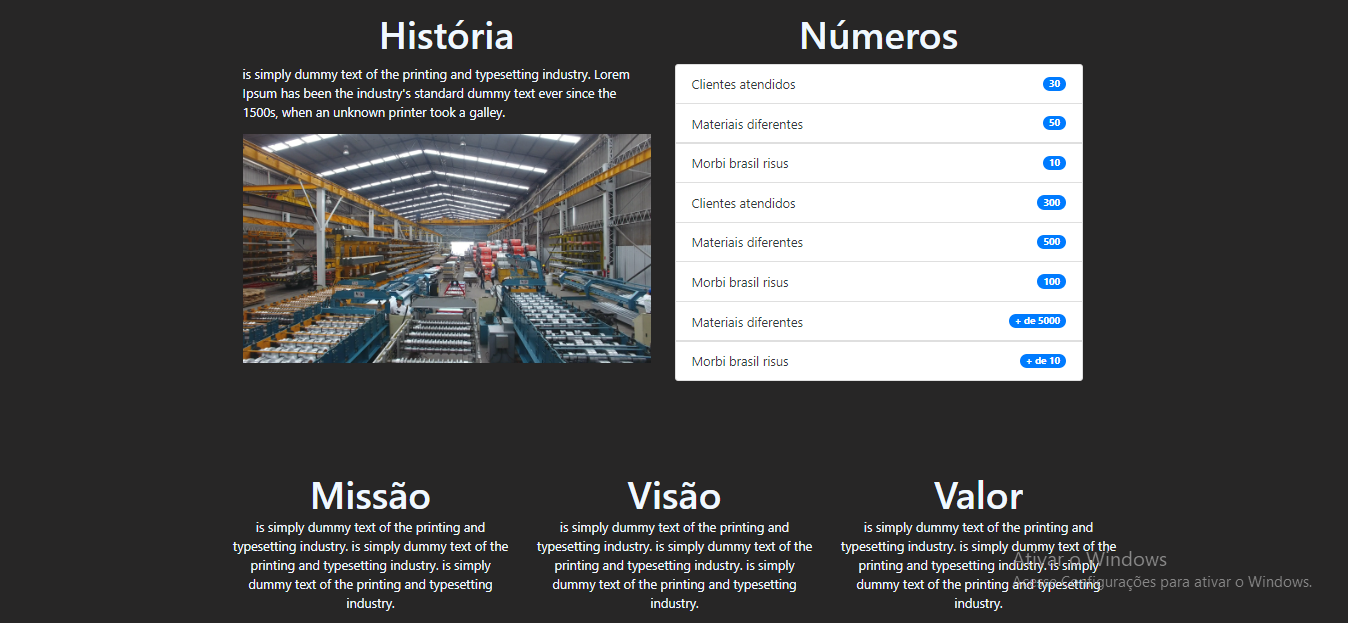 História
is simply dummy text of the printing and typesetting industry. Lorem
Ipsum has been the industry's standard dummy text ever since the
1500s, when an unknown printer took a galley.
Números
Clientes atendidos 30
Materiais diferentes 50
Morbi brasil risus 10
Clientes atendidos 300
Materiais diferentes 500
Morbi brasil risus 100
Materiais diferentes + de 5000
Morbi brasil risus + de 10
Missão
is simply dummy text of the printing and
typesetting industry. is simply dummy text of the
printing and typesetting industry. is simply
dummy text of the printing and typesetting
industry.
Visão
is simply dummy text of the printing and
typesetting industry. is simply dummy text of the
printing and typesetting industry. is simply
dummy text of the printing and typesetting
industry.
Valor
is simply dummy text of the printing and
typesetting industry. is simply dummy text of the
printing and typesetting industry. is simply
dummy text of the printing and typesetting
industry.
Ativar o Windows
Acesse Configurações para ativar o Windows.